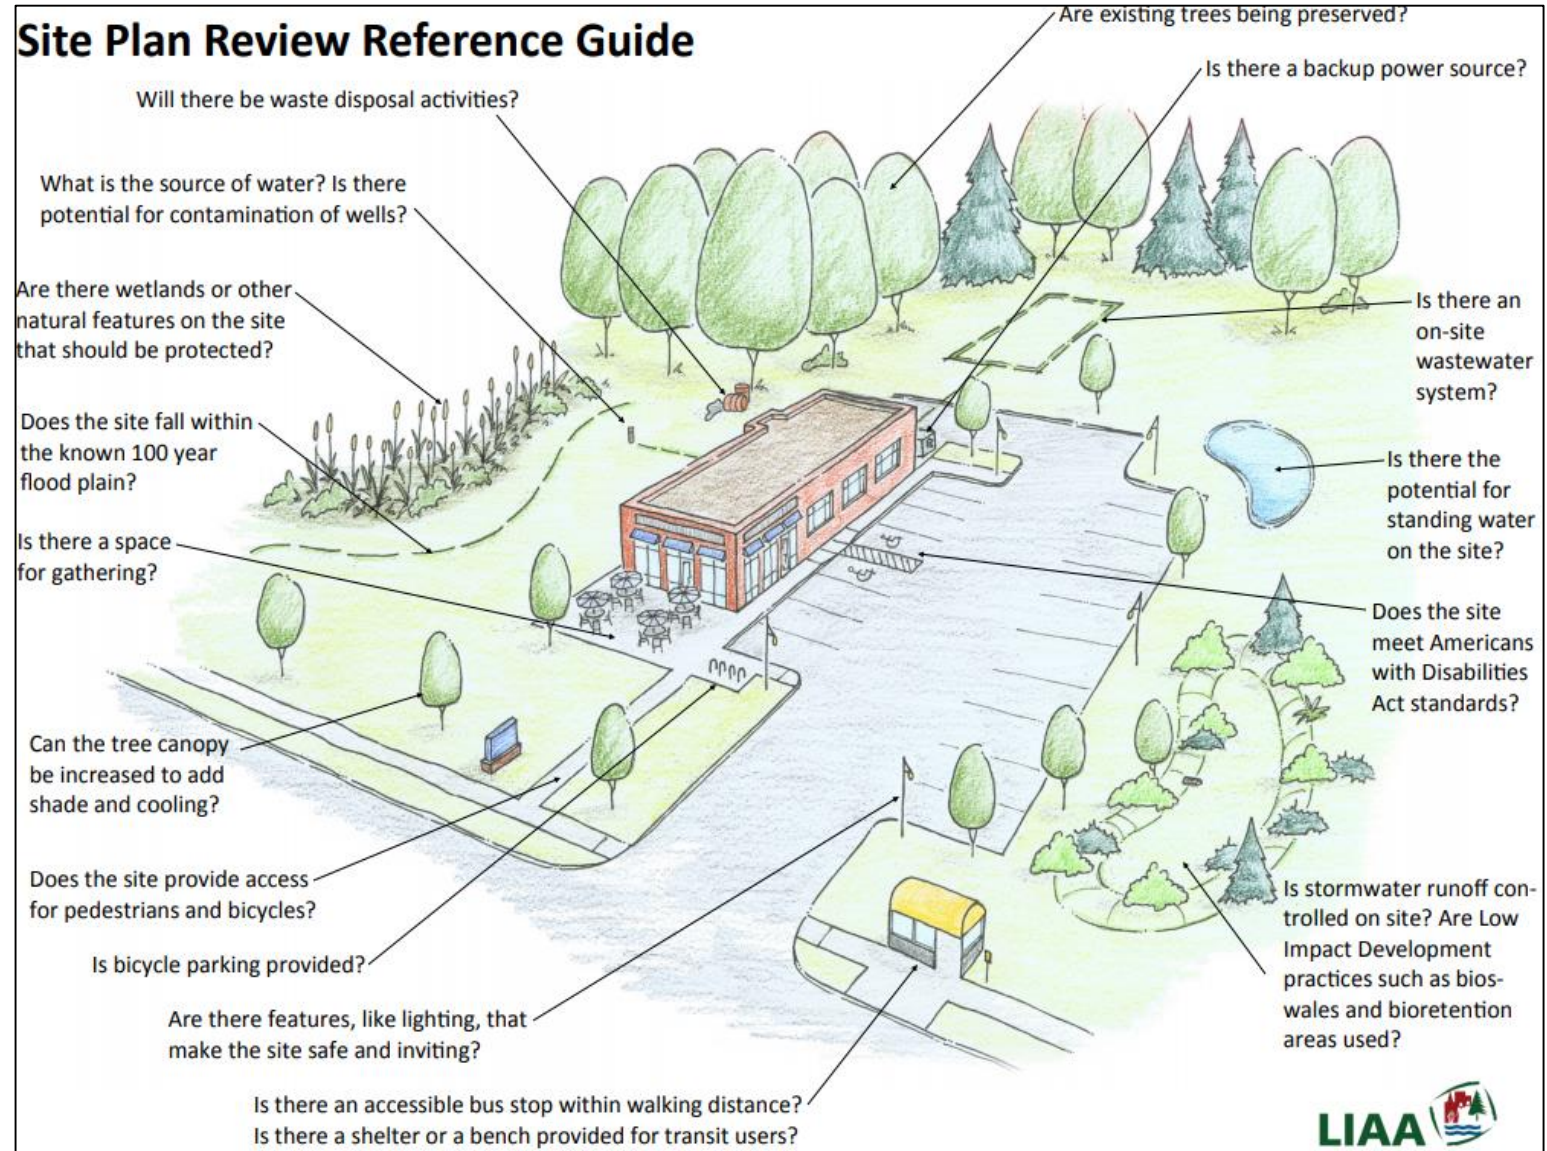 Site Plan Review Reference Guide
Are existing trees being preserved?
Is there a backup power source?
Will there be waste disposal activities?
What is the source of water? Is there
potential for contamination of wells?
Are there wetlands or other
natural features on the site
that should be protected?
Is there an
on-site
wastewater
system?
Does the site fall within
the known 100 year
flood plain?
Is there the
potential for
standing water
on the site?
Is there a space
for gathering?
Does the site
meet Americans
with Disabilities
Act standards?
Can the tree canopy
be increased to add
shade and cooling?
Does the site provide access
for pedestrians and bicycles?
Is stormwater runoff con-
trolled on site? Are Low
Impact Development
practices such as bios-
wales and bioretention
areas used?
Is bicycle parking provided?
Are there features, like lighting, that
make the site safe and inviting?
Is there an accessible bus stop within walking distance?
Is there a shelter or a bench provided for transit users?
LIAA